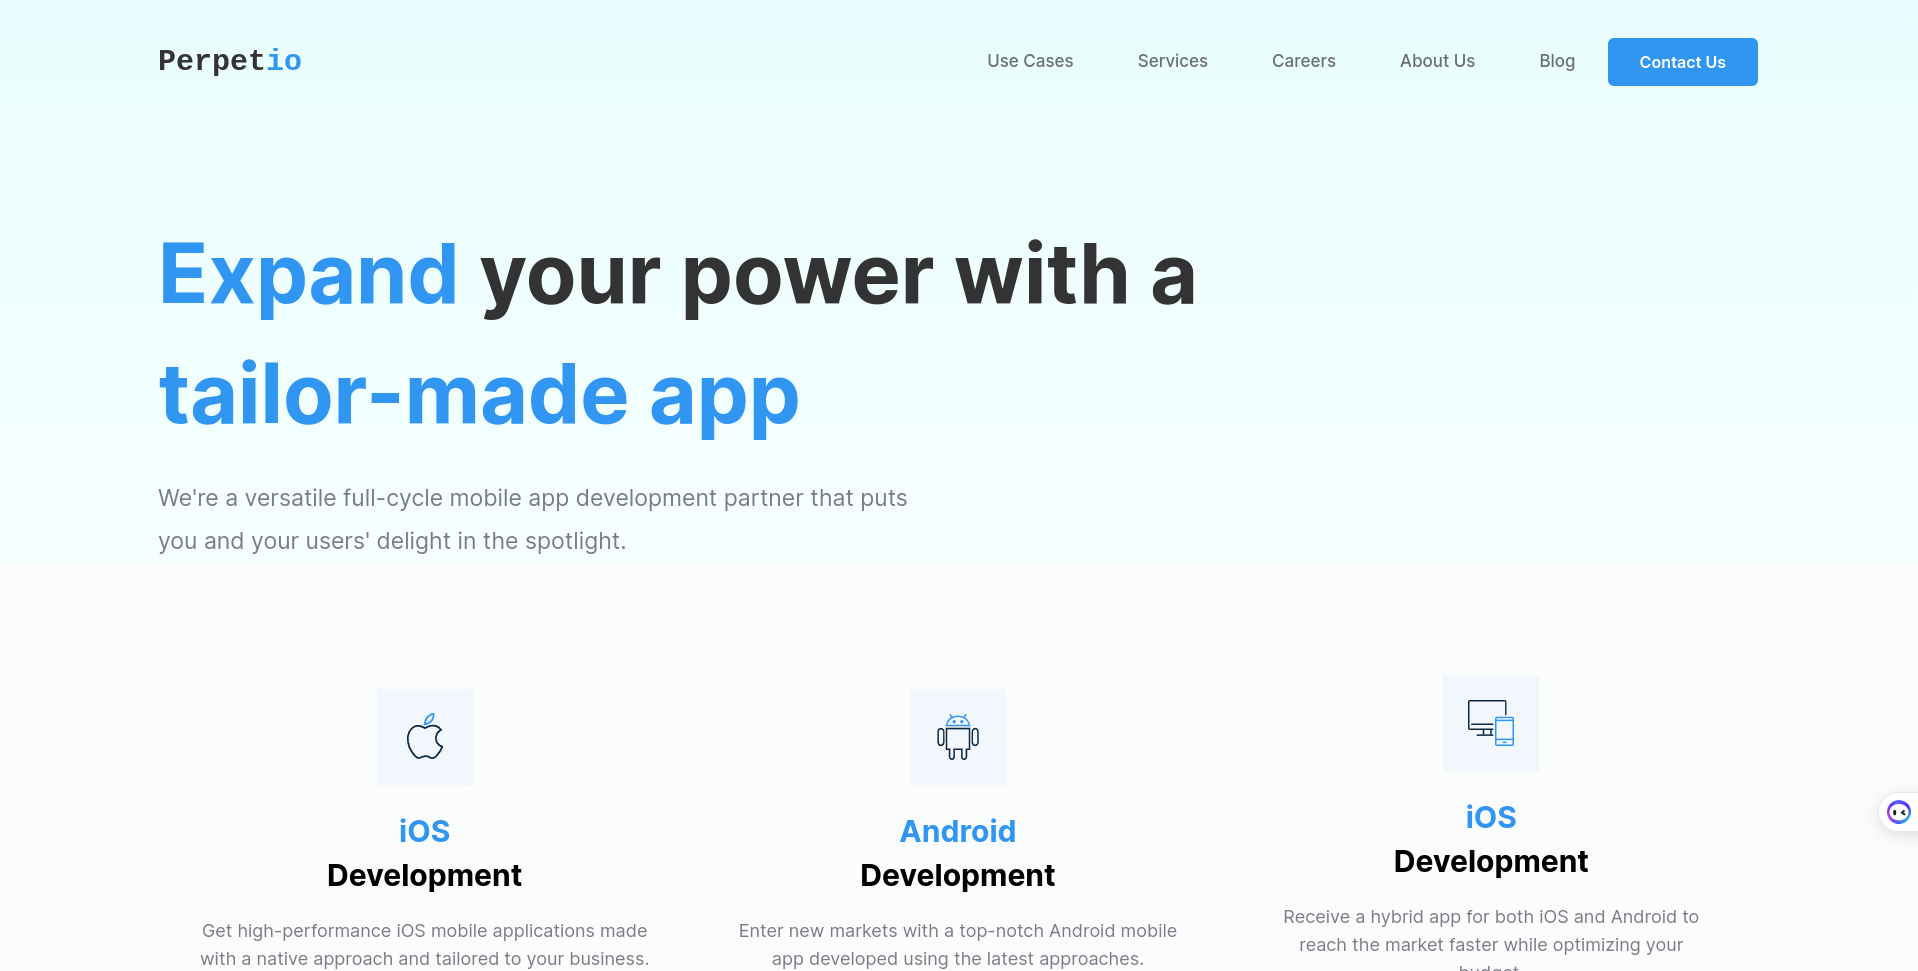 Perpetio
Use Cases
Services
Careers
About Us
Blog
Contact Us
Expand your power with a
tailor-made app
We're a versatile full-cycle mobile app development partner that puts
you and your users' delight in the spotlight.
iOS
Development
Get high-performance iOS mobile applications made
with a native approach and tailored to your business.
Android
Development
Enter new markets with a top-notch Android mobile
app developed using the latest approaches.
iOS
Development
Receive a hybrid app for both iOS and Android to
reach the market faster while optimizing your
budget.